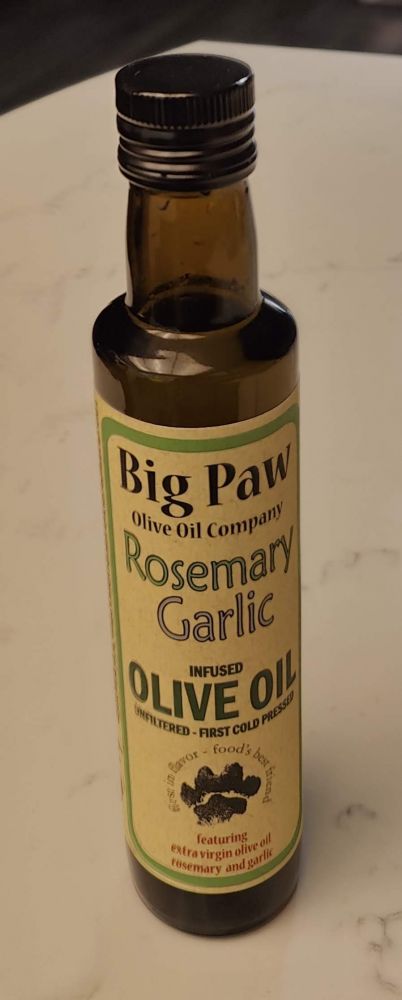 Big Paw
Olive Oil Company
Rosemary
Garlic
INFUSED
OLIVE OIL
UNFILTERED - FIRST COLD PRESSED
in flavor - food's best friend
featuring
extra virgin olive oil
rosemary and garlic